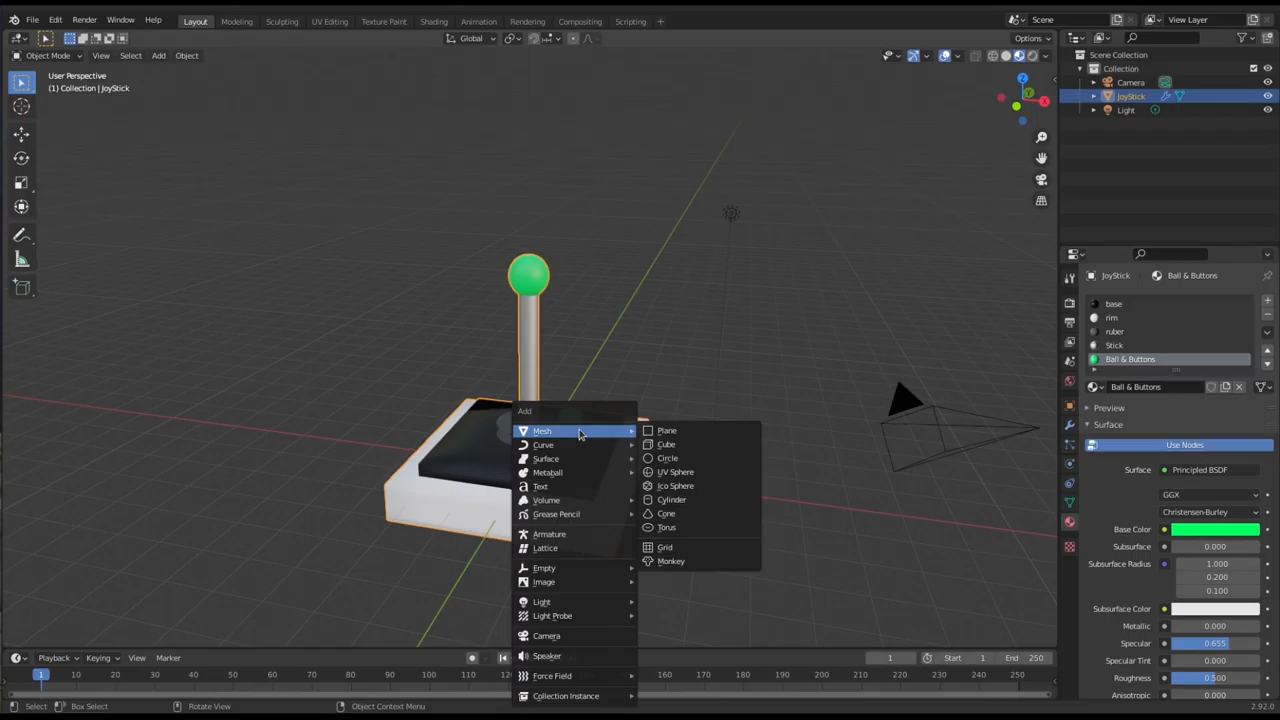 File Edit Render Window Help Layout Modeling Sculpting UV Editing Texture Paint Shading Animation Rendering Compositing Scripting + Scene View Layer
Global Options
Object Mode View Select Add Object
User Perspective
(1) Collection | JoyStick
Z
Y
X
Scene Collection
Collection
Camera
JoyStick
Light
JoyStick Ball & Buttons
base
rim
ruber
Stick
Ball & Buttons
Ball & Buttons
Preview
Surface
Use Nodes
Surface Principled BSDF
GGX
Christensen-Burley
Base Color
Subsurface 0.000
Subsurface Radius 1.000
0.200
0.100
Subsurface Color
Metallic 0.000
Specular 0.655
Specular Tint 0.000
Roughness 0.500
Anisotropic 0.000
Add
Mesh
Curve
Surface
Metaball
Text
Volume
Grease Pencil
Armature
Lattice
Empty
Image
Light
Light Probe
Camera
Speaker
Force Field
Collection Instance
Plane
Cube
Circle
UV Sphere
Ico Sphere
Cylinder
Cone
Torus
Grid
Monkey
Playback Keying View Marker 1 Start 1 End 250
1 10 20 30 40 50 60 70 80 90 100 110 180 190 200 210 220 230 240 250
Select Box Select Rotate View Object Context Menu 2.92.0